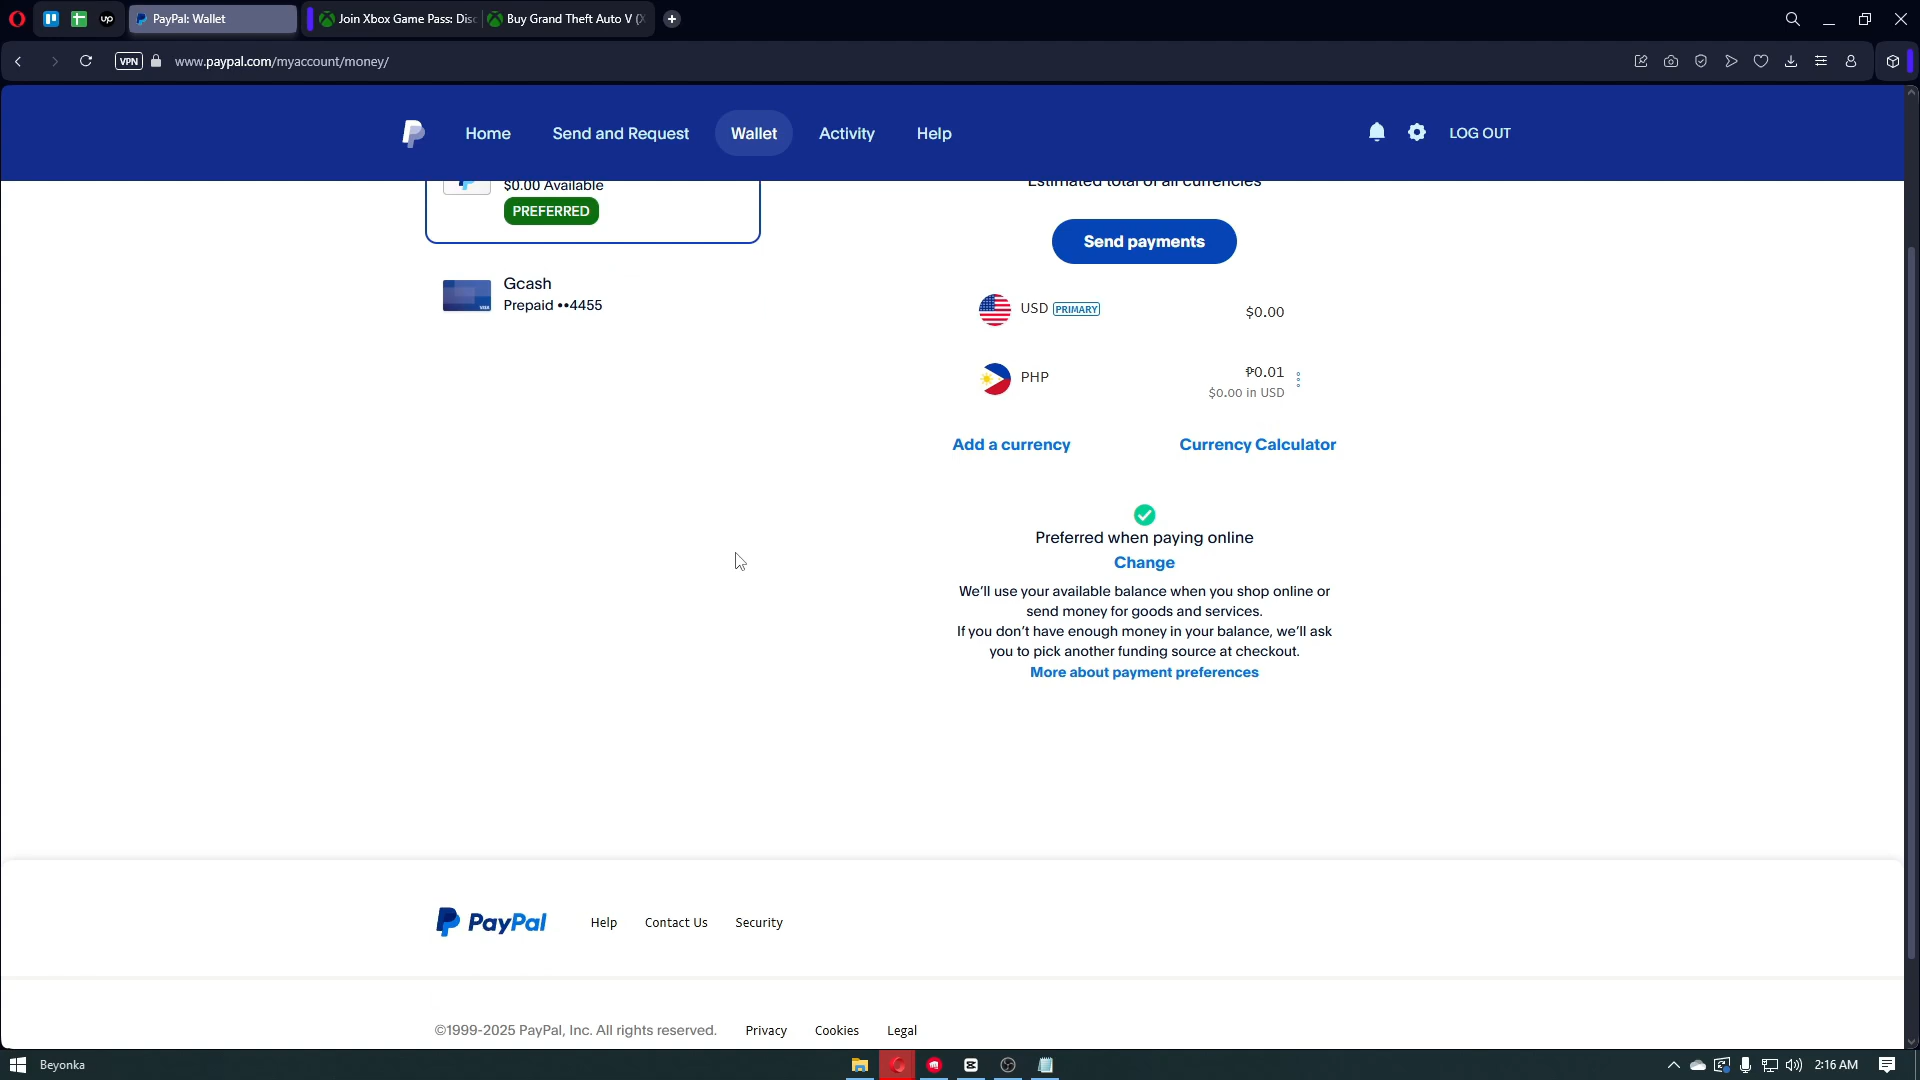 PayPal: Wallet
Join Xbox Game Pass: Disc
Buy Grand Theft Auto V (X
VPN
www.paypal.com/myaccount/money/
Home
Send and Request
Wallet
Activity
Help
LOG OUT
$0.00 Available
PREFERRED
Gcash
Prepaid ••4455
Estimated total of all currencies
Send payments
USD PRIMARY
$0.00
PHP
₱0.01
$0.00 in USD
Add a currency
Currency Calculator
Preferred when paying online
Change
We'll use your available balance when you shop online or
send money for goods and services.
If you don't have enough money in your balance, we'll ask
you to pick another funding source at checkout.
More about payment preferences
PayPal
Help
Contact Us
Security
©1999-2025 PayPal, Inc. All rights reserved.
Privacy
Cookies
Legal
Beyonka
2:16 AM